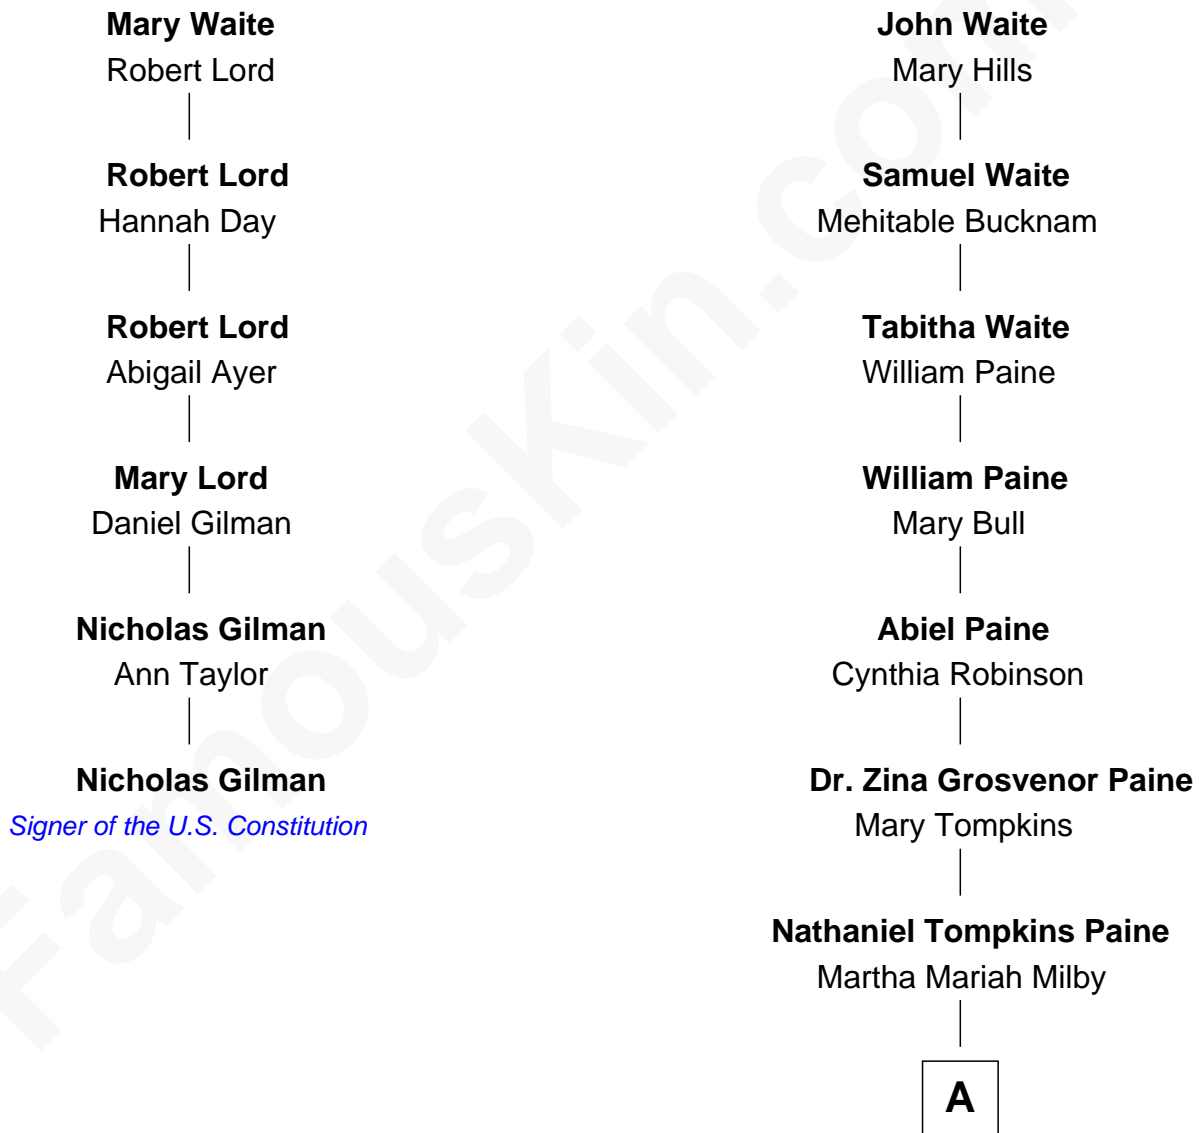 Mary Waite
Robert Lord
Robert Lord
Hannah Day
Robert Lord
Abigail Ayer
Mary Lord
Daniel Gilman
Nicholas Gilman
Ann Taylor
Nicholas Gilman
Signer of the U.S. Constitution
John Waite
Mary Hills
Samuel Waite
Mehitable Bucknam
Tabitha Waite
William Paine
William Paine
Mary Bull
Abiel Paine
Cynthia Robinson
Dr. Zina Grosvenor Paine
Mary Tompkins
Nathaniel Tompkins Paine
Martha Mariah Milby
A
FamousKin.com